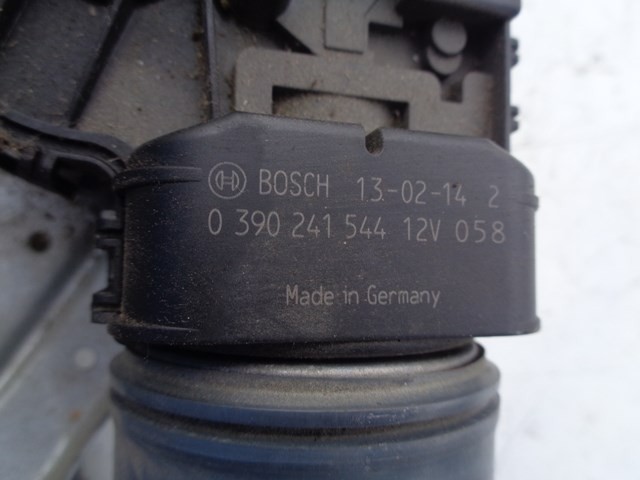 BOSCH 13-02-14 2
0 390 241 544 12V 058
Made in Germany